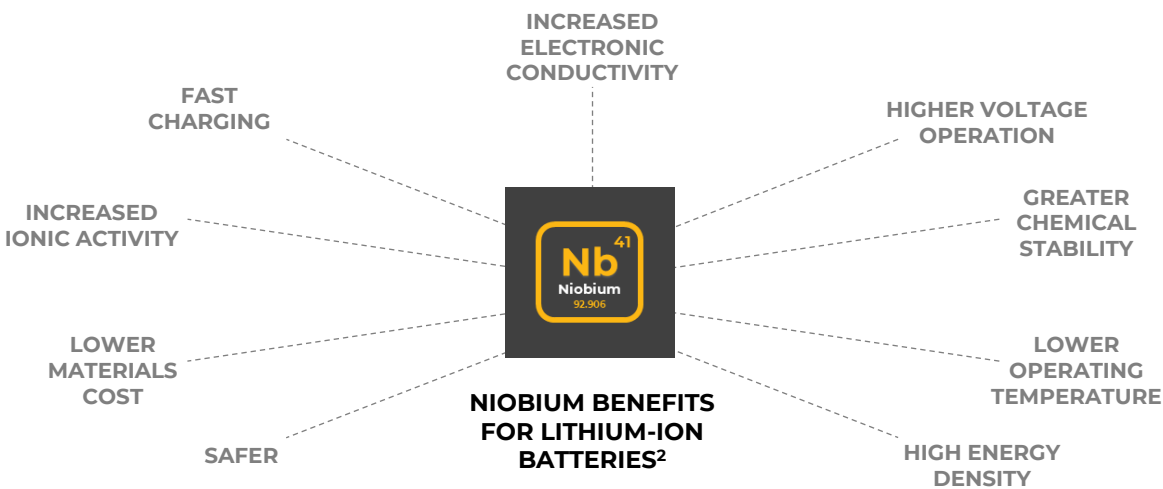 INCREASED
ELECTRONIC
CONDUCTIVITY
FAST
CHARGING
HIGHER VOLTAGE
OPERATION
INCREASED
IONIC ACTIVITY
GREATER
CHEMICAL
STABILITY
41
Nb
Niobium
92.906
LOWER
MATERIALS
COST
LOWER
OPERATING
TEMPERATURE
NIOBIUM BENEFITS
FOR LITHIUM-ION
BATTERIES²
SAFER
HIGH ENERGY
DENSITY